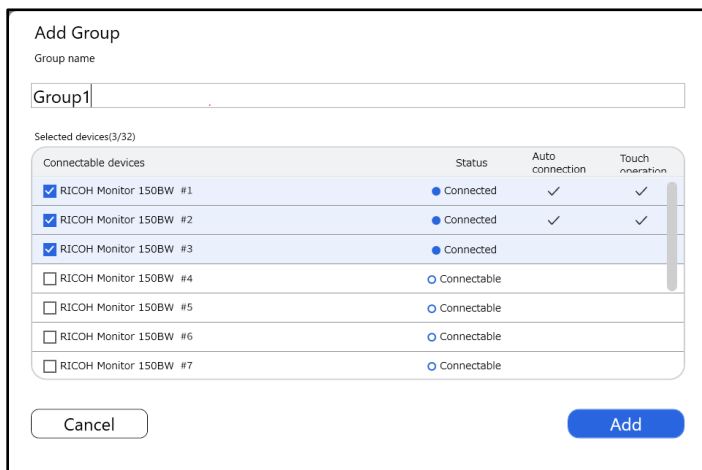 Add Group
Group name
Group1
Selected devices(3/32)
Connectable devices Status Auto connection Touch operation
RICOH Monitor 150BW #1 Connected
RICOH Monitor 150BW #2 Connected
RICOH Monitor 150BW #3 Connected
RICOH Monitor 150BW #4 Connectable
RICOH Monitor 150BW #5 Connectable
RICOH Monitor 150BW #6 Connectable
RICOH Monitor 150BW #7 Connectable
Cancel Add